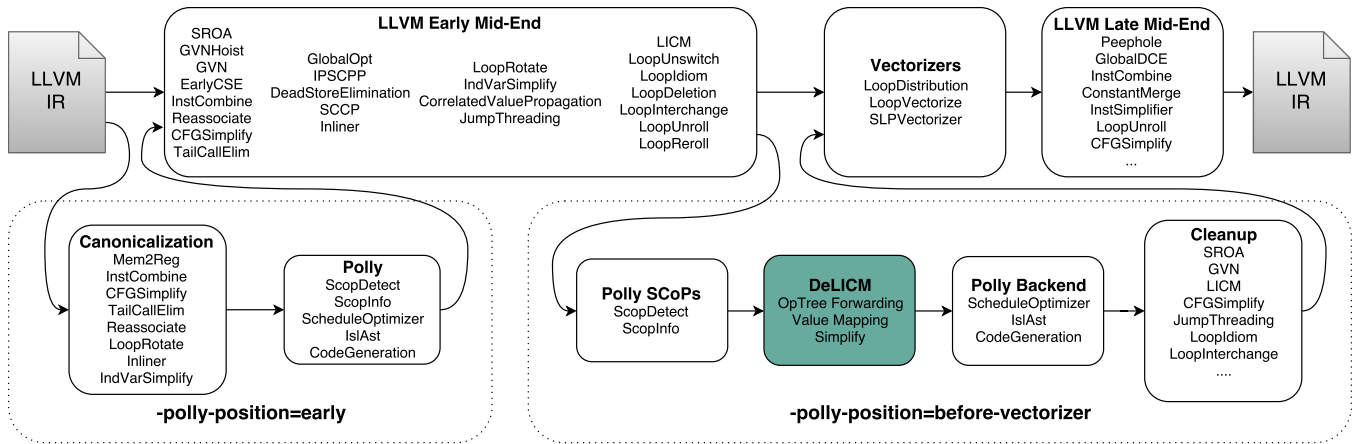 LLVM
IR
LLVM Early Mid-End
SROA
GVNHoist
GVN
EarlyCSE
InstCombine
Reassociate
CFGSimplify
TailCallElim
GlobalOpt
IPSCPP
DeadStoreElimination
SCCP
Inliner
LoopRotate
IndVarSimplify
CorrelatedValuePropagation
JumpThreading
LICM
LoopUnswitch
LoopIdiom
LoopDeletion
LoopInterchange
LoopUnroll
LoopReroll
Vectorizers
LoopDistribution
LoopVectorize
SLPVectorizer
LLVM Late Mid-End
Peephole
GlobalDCE
InstCombine
ConstantMerge
InstSimplifier
LoopUnroll
CFGSimplify
...
LLVM
IR
Canonicalization
Mem2Reg
InstCombine
CFGSimplify
TailCallElim
Reassociate
LoopRotate
Inliner
IndVarSimplify
Polly
ScopDetect
ScopInfo
ScheduleOptimizer
IslAst
CodeGeneration
-polly-position=early
Polly SCoPs
ScopDetect
ScopInfo
DeLICM
OpTree Forwarding
Value Mapping
Simplify
Polly Backend
ScheduleOptimizer
IslAst
CodeGeneration
Cleanup
SROA
GVN
LICM
CFGSimplify
JumpThreading
LoopIdiom
LoopInterchange
....
-polly-position=before-vectorizer